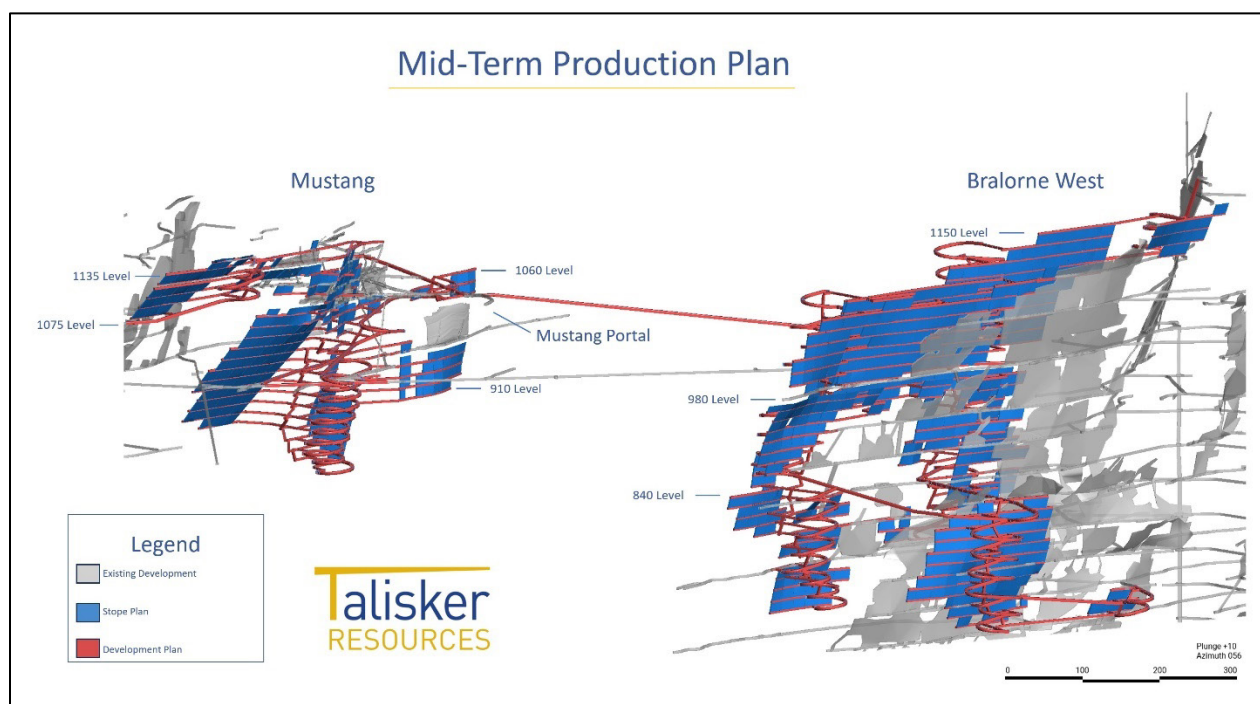 Mid-Term Production Plan
Mustang
Bralorne West
1150 Level
1135 Level
1060 Level
1075 Level
Mustang Portal
910 Level
980 Level
840 Level
Legend
Existing Development
Stope Plan
Development Plan
Talisker
RESOURCES
Plunge +10
Azimuth 056
0 100 200 300